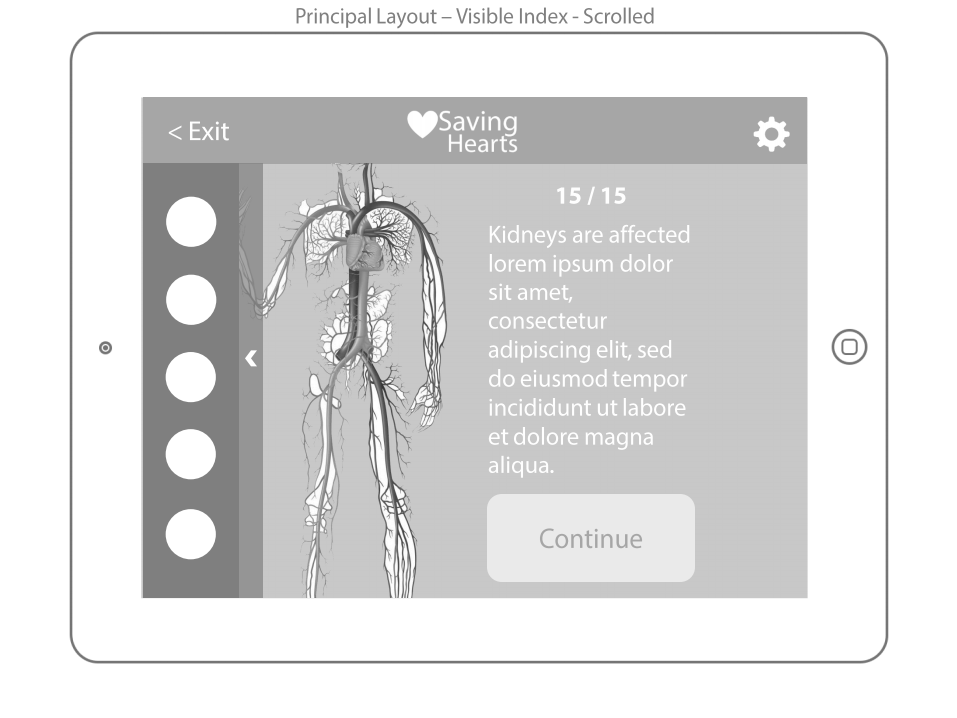 Principal Layout – Visible Index - Scrolled
< Exit
Saving
Hearts
15 / 15
Kidneys are affected
lorem ipsum dolor
sit amet,
consectetur
adipiscing elit, sed
do eiusmod tempor
incididunt ut labore
et dolore magna
aliqua.
Continue